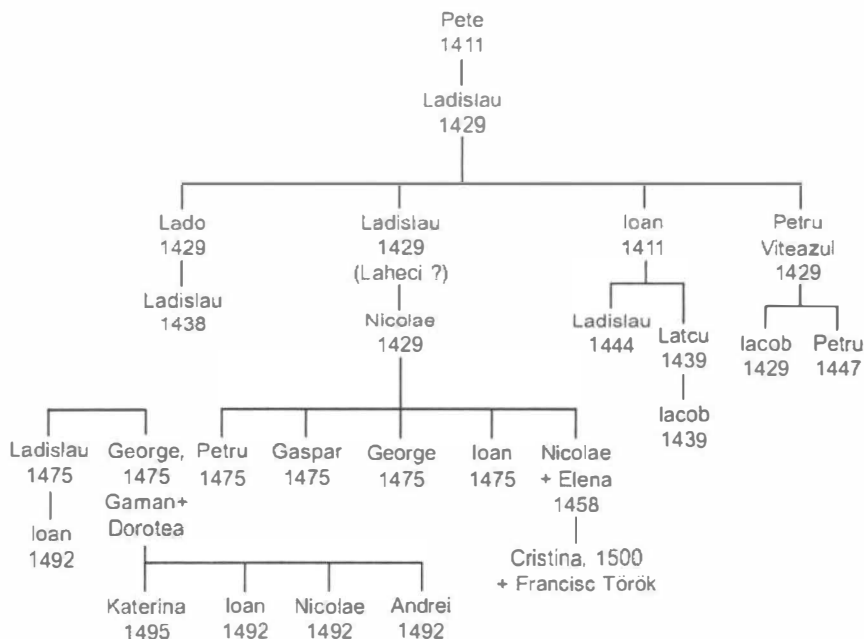 Pete
1411
Ladislau
1429
Lado
1429
Ladislau
1429
(Laheci ?)
Ioan
1411
Petru
Viteazul
1429
Ladislau
1438
Nicolae
1429
Ladislau
1444
Latcu
1439
Iacob
1429
Petru
1447
Iacob
1439
Ladislau
1475
George,
1475
Gaman+
Dorotea
Petru
1475
Gaspar
1475
George
1475
Ioan
1475
Nicolae
+ Elena
1458
Ioan
1492
Cristina, 1500
+ Francisc Török
Katerina
1495
Ioan
1492
Nicolae
1492
Andrei
1492